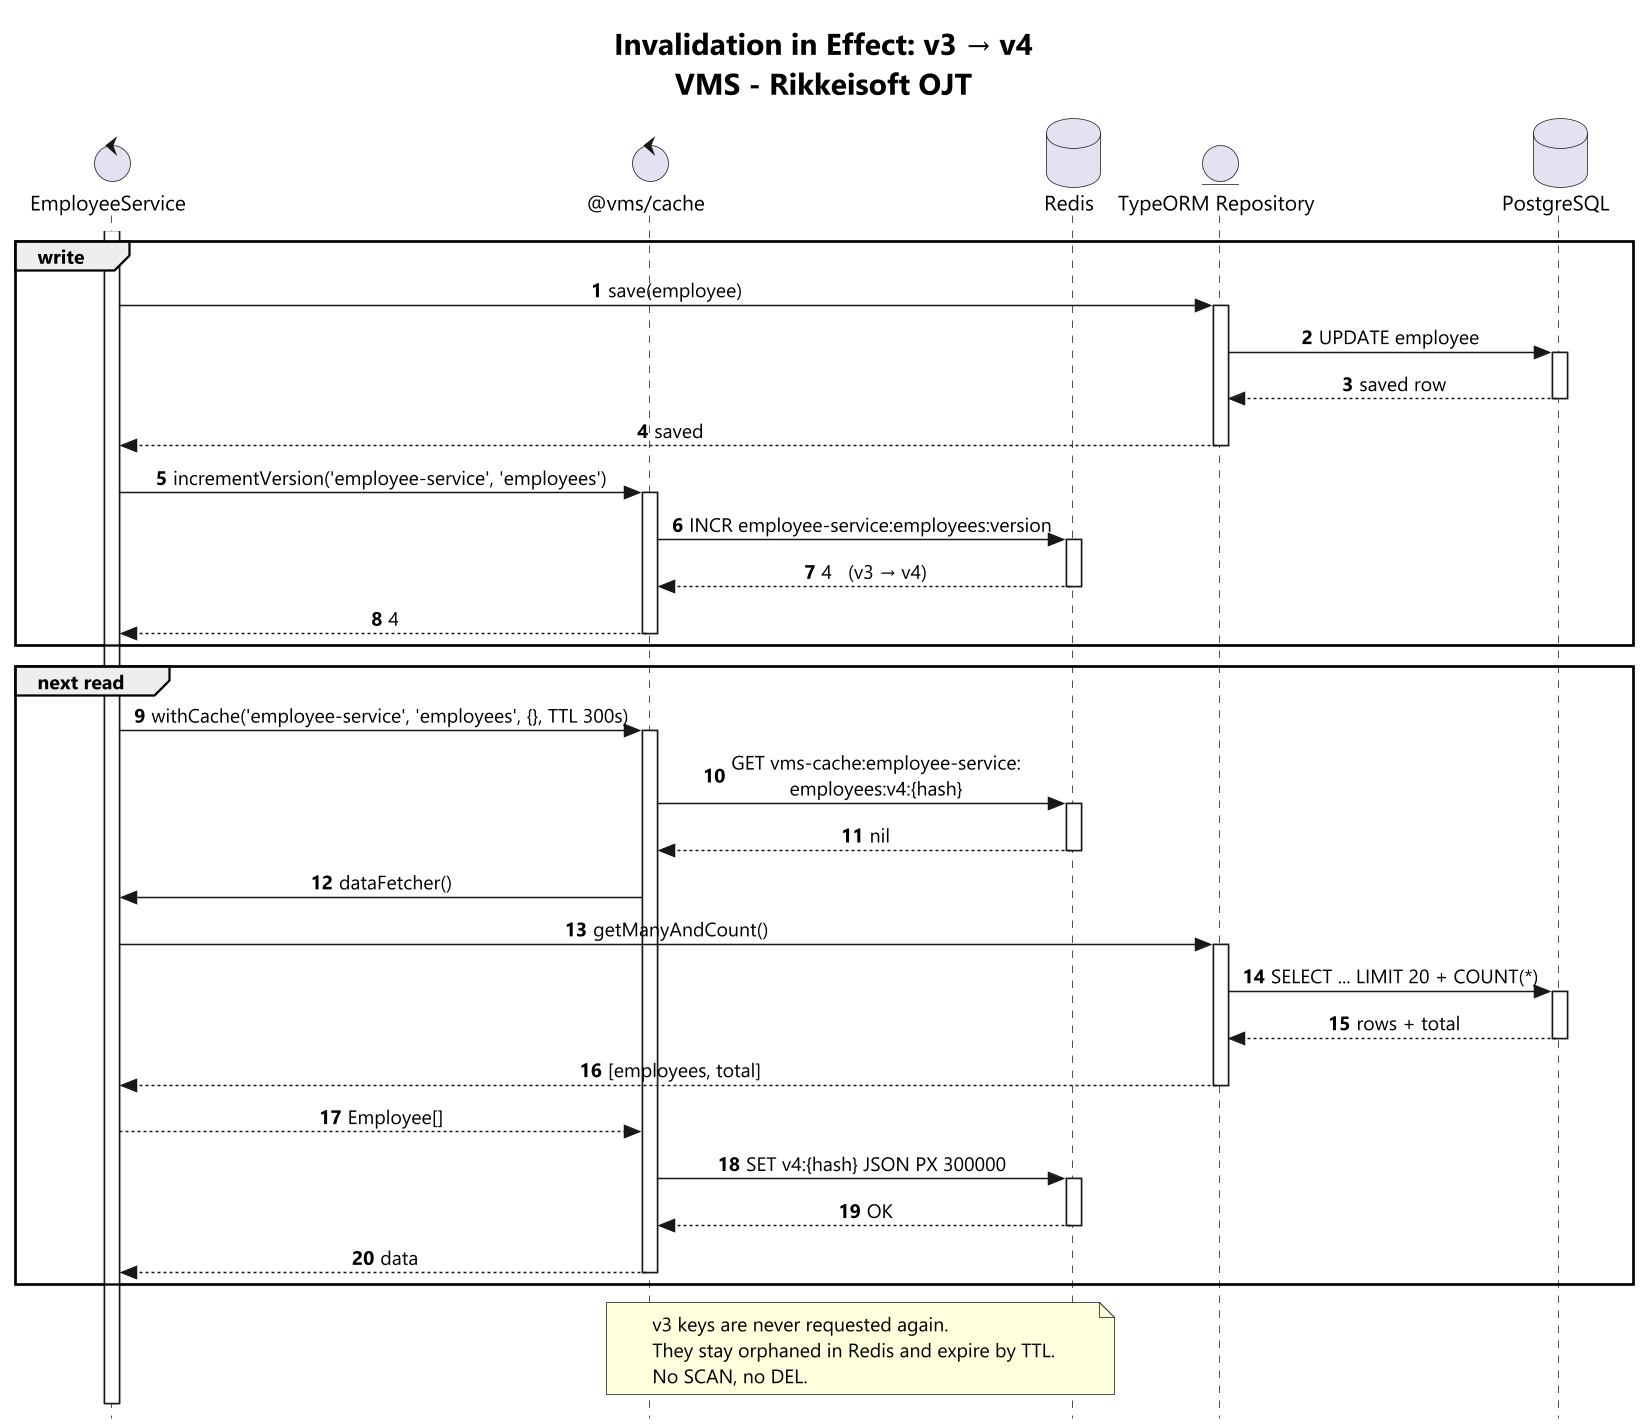 Invalidation in Effect: v3 → v4
VMS - Rikkeisoft OJT
EmployeeService
@vms/cache
Redis
TypeORM Repository
PostgreSQL
write
1 save(employee)
2 UPDATE employee
3 saved row
4 saved
5 incrementVersion('employee-service', 'employees')
6 INCR employee-service:employees:version
7 4 (v3 → v4)
8 4
next read
9 withCache('employee-service', 'employees', {}, TTL 300s)
10 GET vms-cache:employee-service:
employees:v4:{hash}
11 nil
12 dataFetcher()
13 getManyAndCount()
14 SELECT ... LIMIT 20 + COUNT(*)
15 rows + total
16 [employees, total]
17 Employee[]
18 SET v4:{hash} JSON PX 300000
19 OK
20 data
v3 keys are never requested again.
They stay orphaned in Redis and expire by TTL.
No SCAN, no DEL.